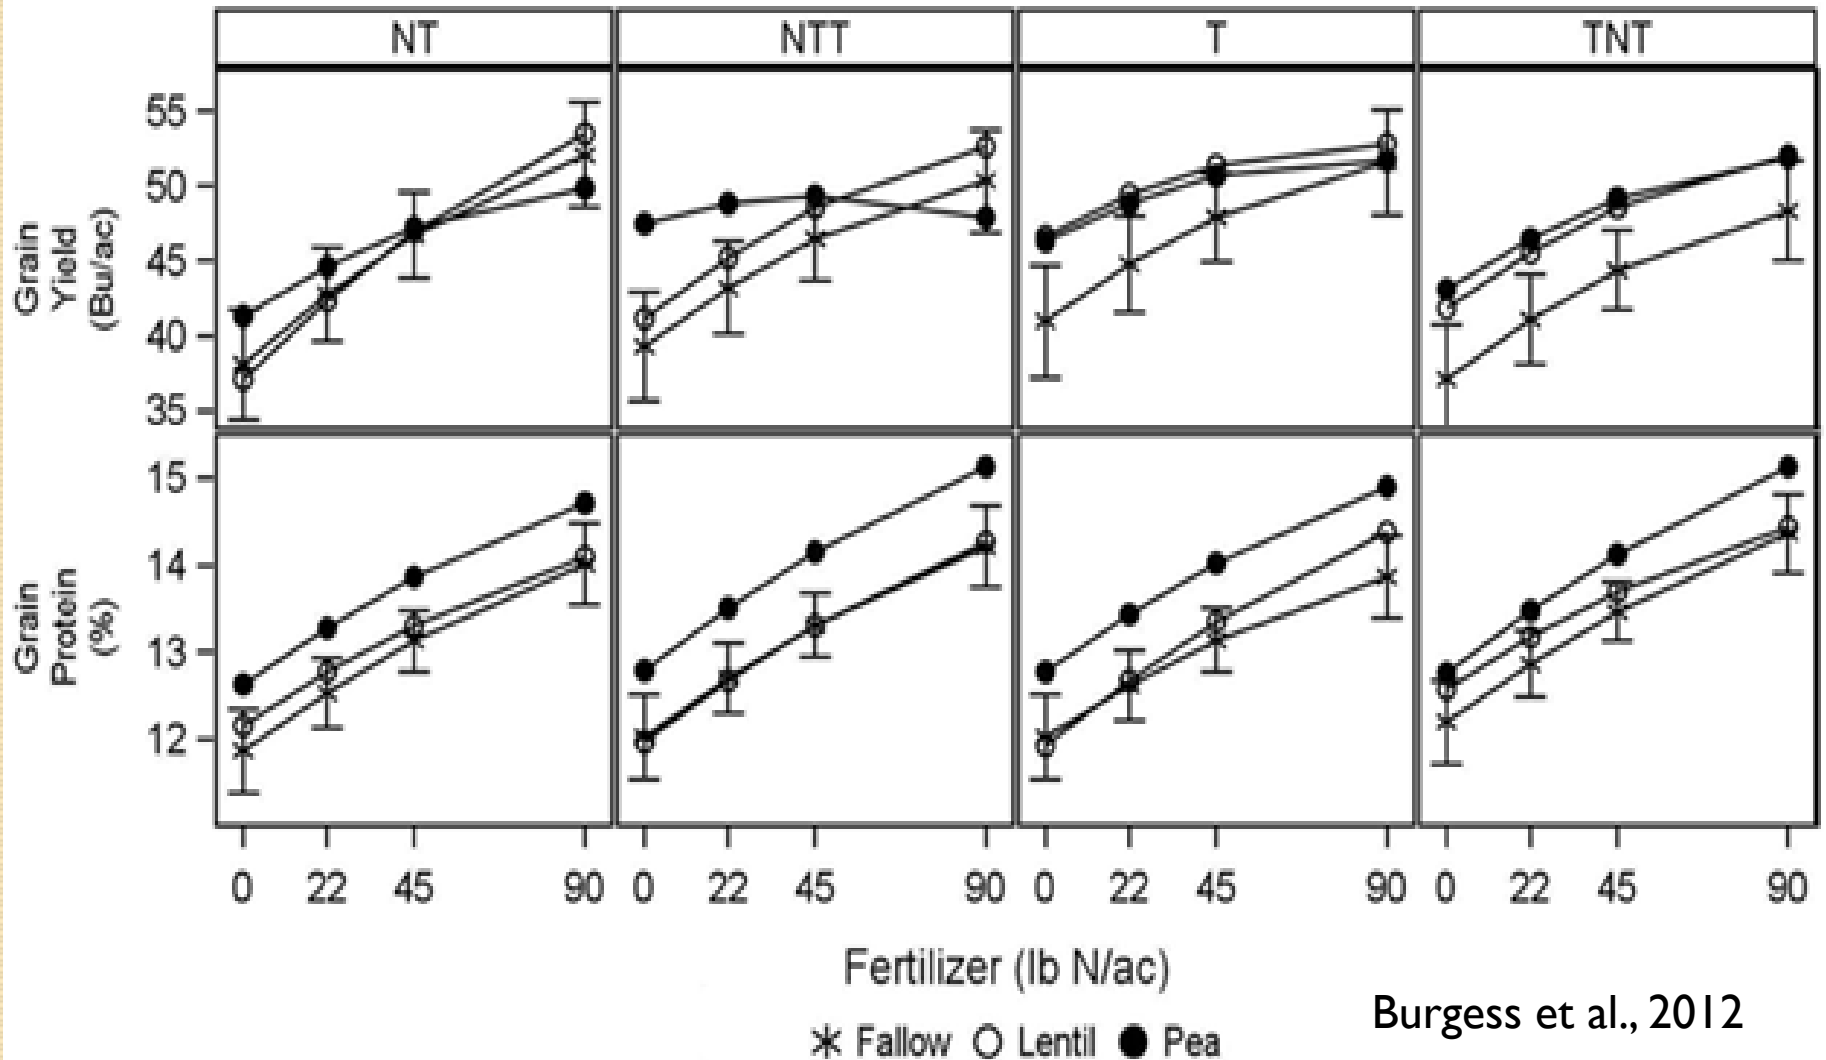 NT NTT T TNT
Grain
Yield
(Bu/ac)
55
50
45
40
35
Grain
Protein
(%)
15
14
13
12
0 22 45 90 0 22 45 90 0 22 45 90 0 22 45 90
Fertilizer (lb N/ac)
Burgess et al., 2012
Fallow Lentil Pea